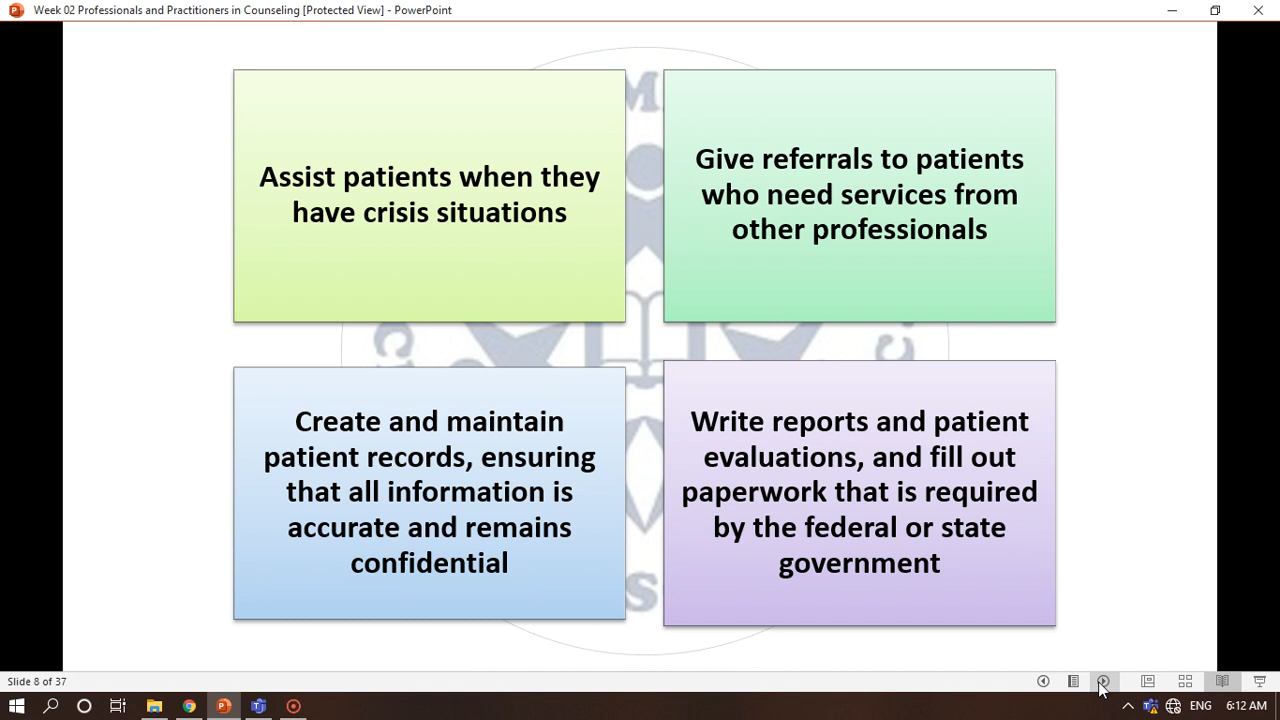 Week 02 Professionals and Practitioners in Counseling [Protected View] - PowerPoint
Assist patients when they
have crisis situations
Give referrals to patients
who need services from
other professionals
Create and maintain
patient records, ensuring
that all information is
accurate and remains
confidential
Write reports and patient
evaluations, and fill out
paperwork that is required
by the federal or state
government
Slide 8 of 37
ENG
6:12 AM